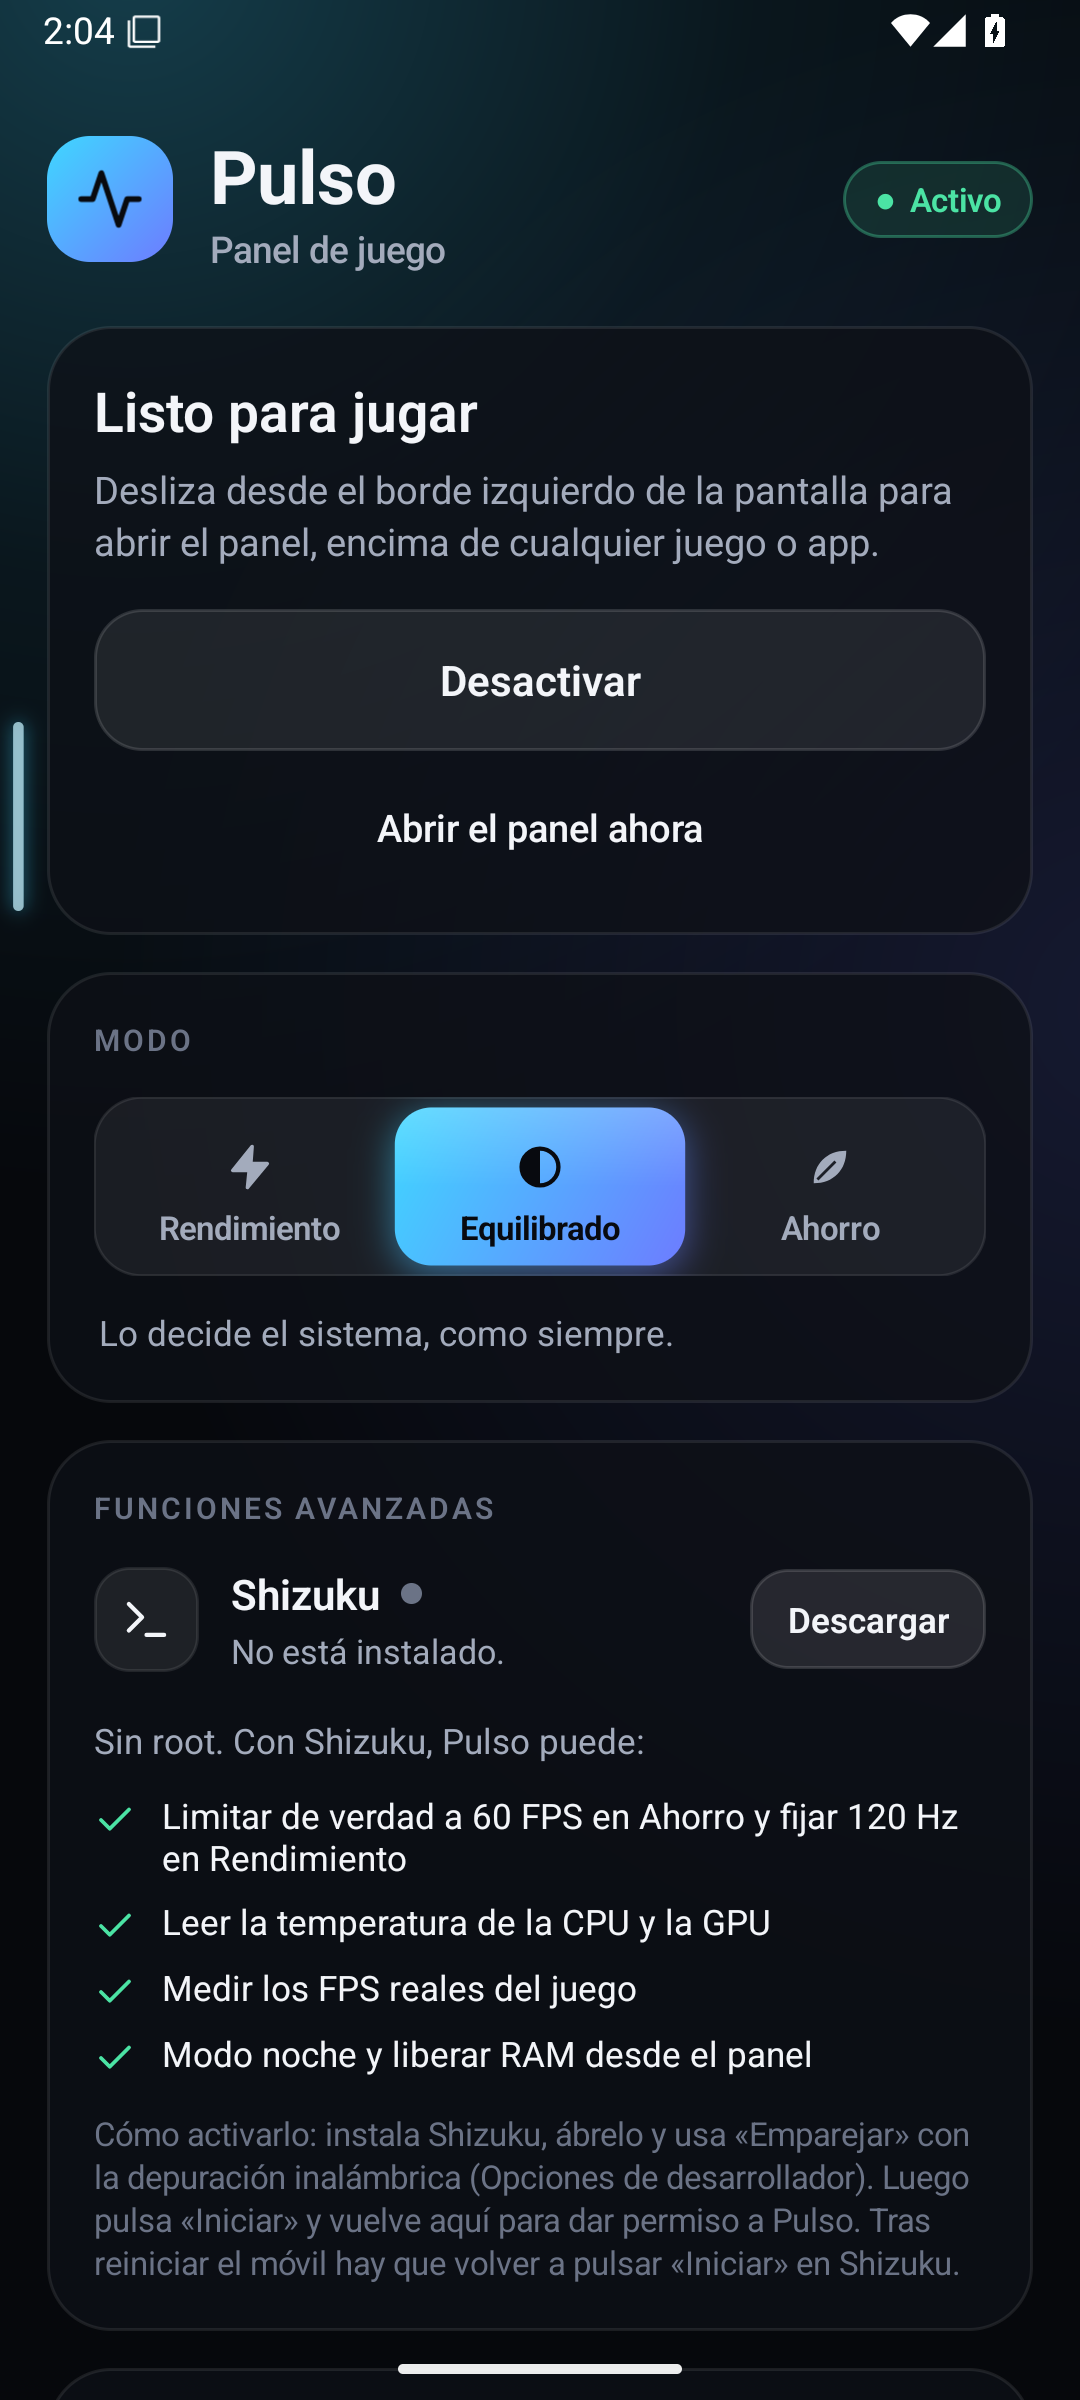 2:04
Pulso
Panel de juego
Activo
Listo para jugar
Desliza desde el borde izquierdo de la pantalla para
abrir el panel, encima de cualquier juego o app.
Desactivar
Abrir el panel ahora
MODO
Rendimiento
Equilibrado
Ahorro
Lo decide el sistema, como siempre.
FUNCIONES AVANZADAS
Shizuku
No está instalado.
Descargar
Sin root. Con Shizuku, Pulso puede:
Limitar de verdad a 60 FPS en Ahorro y fijar 120 Hz
en Rendimiento
Leer la temperatura de la CPU y la GPU
Medir los FPS reales del juego
Modo noche y liberar RAM desde el panel
Cómo activarlo: instala Shizuku, ábrelo y usa «Emparejar» con
la depuración inalámbrica (Opciones de desarrollador). Luego
pulsa «Iniciar» y vuelve aquí para dar permiso a Pulso. Tras
reiniciar el móvil hay que volver a pulsar «Iniciar» en Shizuku.